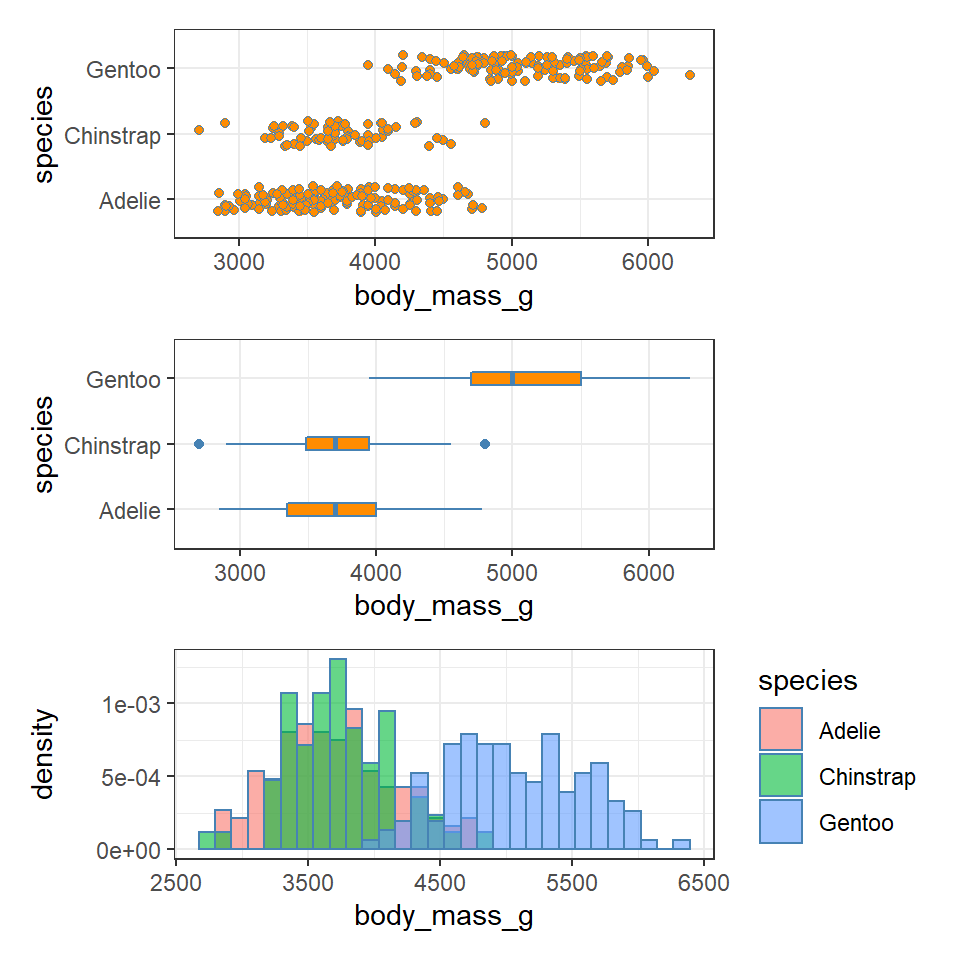 species
Gentoo
Chinstrap
Adelie
3000 4000 5000 6000
body_mass_g
species
Gentoo
Chinstrap
Adelie
3000 4000 5000 6000
body_mass_g
density
1e-03
5e-04
0e+00
2500 3500 4500 5500 6500
body_mass_g
species
Adelie
Chinstrap
Gentoo